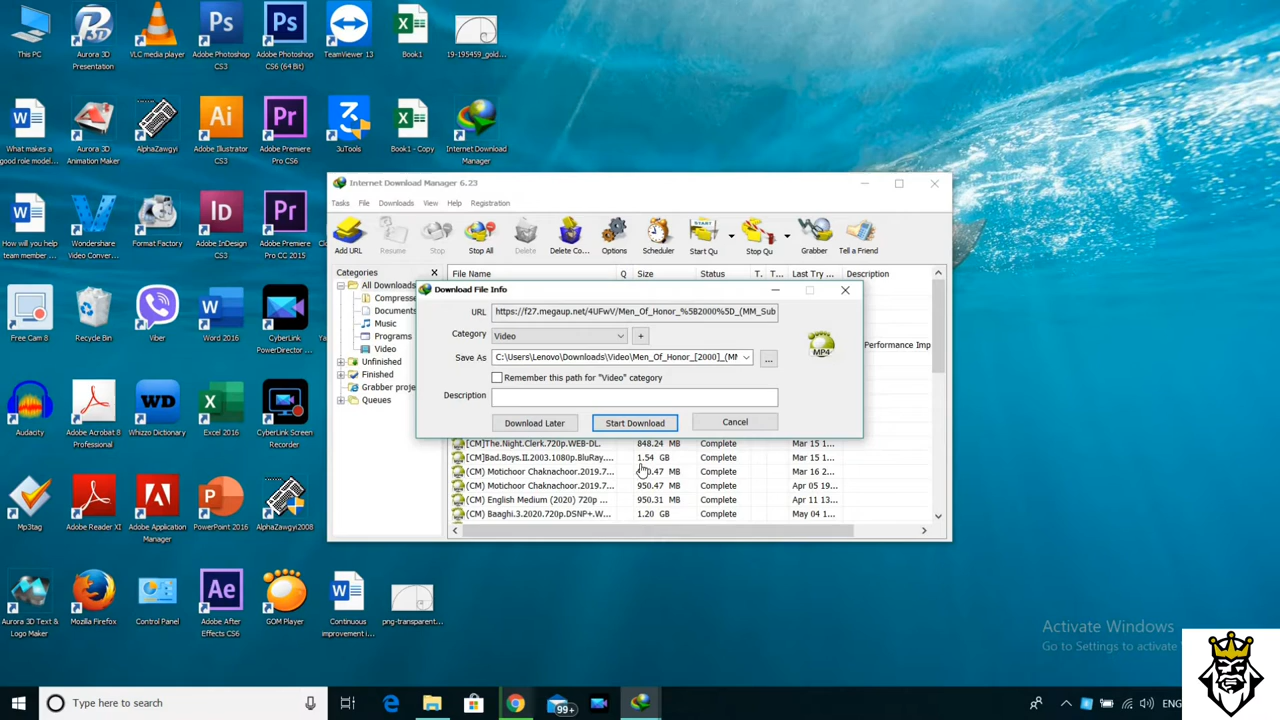 This PC
Aurora 3D
Presentation
VLC media player
Adobe Photoshop
CS3
Adobe Photoshop
CS6 (64 Bit)
TeamViewer 13
Book1
19-195459_gold...
What makes a
good role model...
Aurora 3D
Animation Maker
AlphaZawgyi
Adobe Illustrator
CS3
Adobe Premiere
Pro CS6
3uTools
Book1 - Copy
Internet Download
Manager
How will you help
team member ...
Wondershare
Video Conver...
Format Factory
Adobe InDesign
CS3
Adobe Premiere
Pro CC 2015
Free Cam 8
Recycle Bin
Viber
Word 2016
CyberLink
PowerDirector ...
Audacity
Adobe Acrobat 8
Professional
Whizzo Dictionary
Excel 2016
CyberLink Screen
Recorder
Mp3tag
Adobe Reader XI
Adobe Application
Manager
PowerPoint 2016
AlphaZawgyi2008
Aurora 3D Text &
Logo Maker
Mozilla Firefox
Control Panel
Adobe After
Effects CS6
GOM Player
Continuous
improvement i...
png-transparent...
Internet Download Manager 6.23
Tasks File Downloads View Help Registration
Add URL Resume Stop Stop All Delete Delete Co... Options Scheduler Start Qu Stop Qu Grabber Tell a Friend
Categories
All Downloads
Compresse
Documents
Music
Programs
Video
Unfinished
Finished
Grabber proje
Queues
File Name Q Size Status T. T... Last Try ... Description
Performance Imp
Download File Info
URL https://f27.megaup.net/4UFwV/Men_Of_Honor_%5B2000%5D_(MM_Sub
Category Video +
Save As C:\Users\Lenovo\Downloads\Video\Men_Of_Honor_[2000]_(MM ...
MP4
Remember this path for "Video" category
Description
Download Later Start Download Cancel
[CM]The.Night.Clerk.720p.WEB-DL. 848.24 MB Complete Mar 15 1...
[CM]Bad.Boys.II.2003.1080p.BluRay.... 1.54 GB Complete Mar 15 1...
(CM) Motichoor Chaknachoor.2019.7... Complete Mar 16 2...
(CM) Motichoor Chaknachoor.2019.7... 950.47 MB Complete Apr 05 19...
(CM) English Medium (2020) 720p ... 950.31 MB Complete Apr 11 13...
(CM) Baaghi.3.2020.720p.DSNP+.W... 1.20 GB Complete May 04 1...
Activate Windows
Go to Settings to activate
Type here to search
99+
ENG